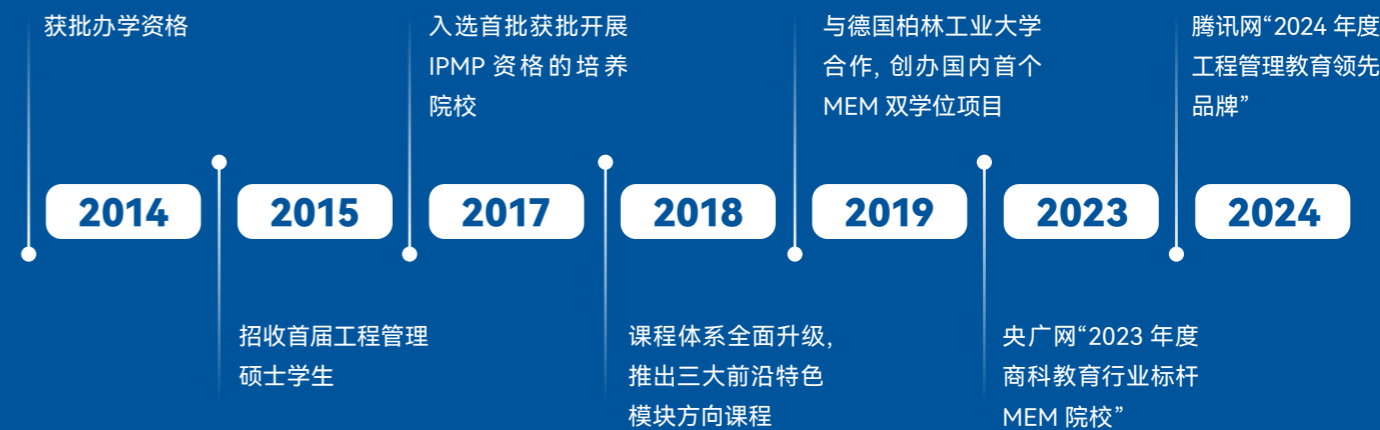 获批办学资格
2014
2015
招收首届工程管理
硕士学生
入选首批获批开展
IPMP 资格的培养
院校
2017
2018
课程体系全面升级,
推出三大前沿特色
模块方向课程
与德国柏林工业大学
合作, 创办国内首个
MEM 双学位项目
2019
2023
央广网“2023 年度
商科教育行业标杆
MEM 院校”
腾讯网“2024 年度
工程管理教育领先
品牌”
2024